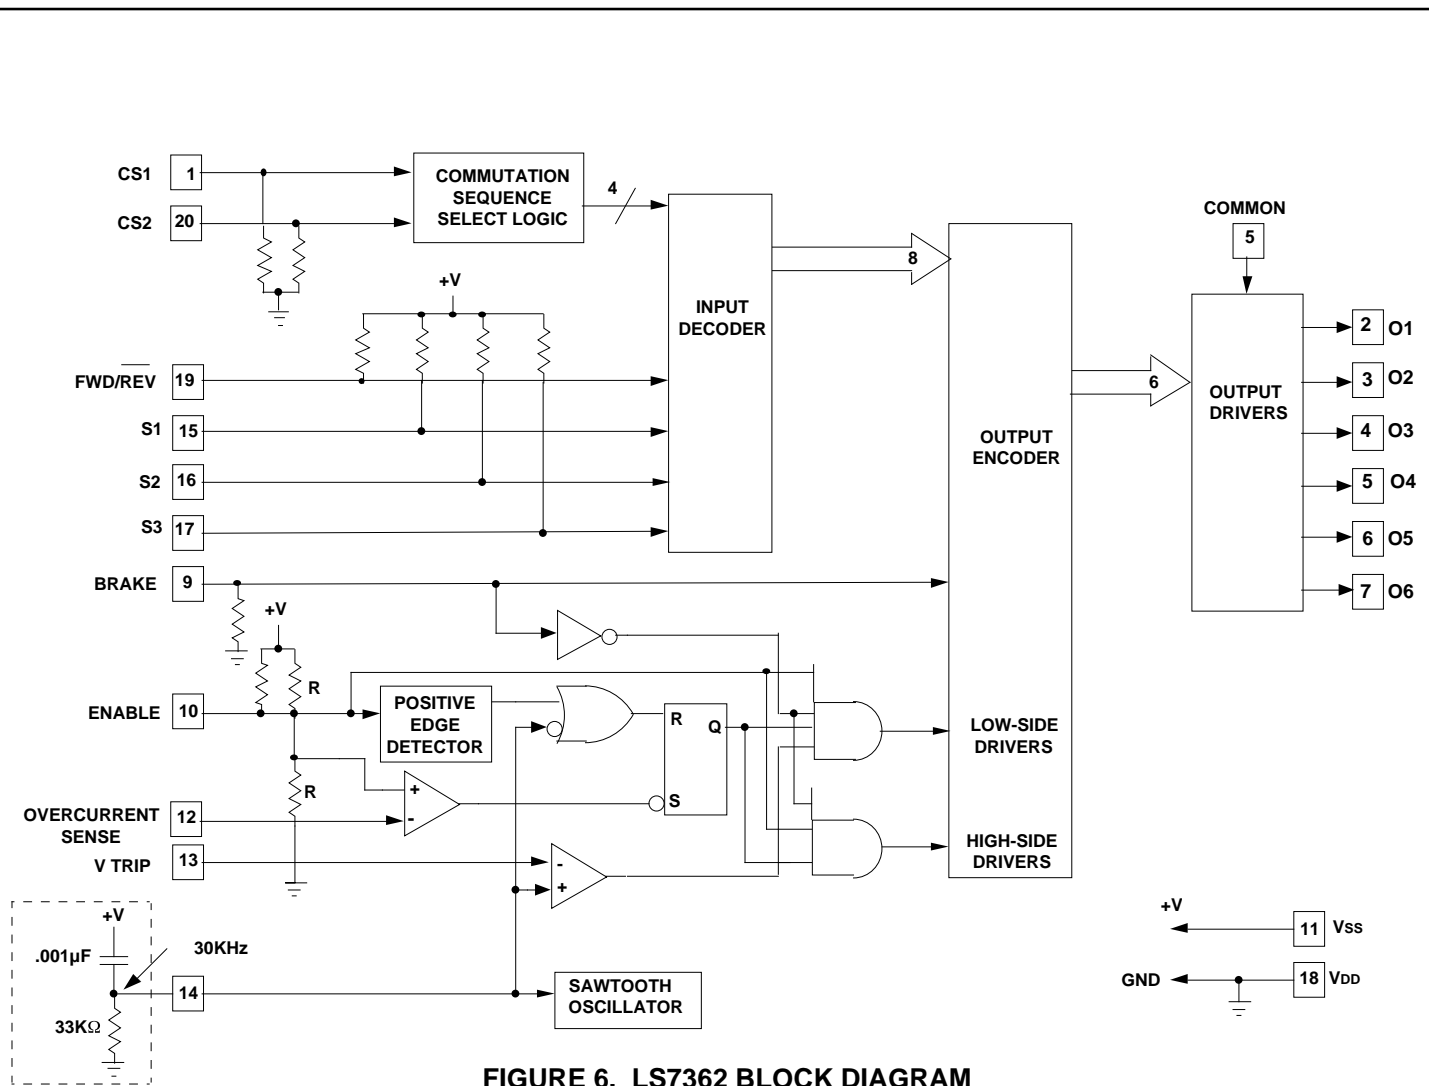 CS1 1
CS2 20
COMMUTATION
SEQUENCE
SELECT LOGIC
4
+V
FWD/REV 19
S1 15
S2 16
S3 17
INPUT
DECODER
8
BRAKE 9
+V
R
ENABLE 10
POSITIVE
EDGE
DETECTOR
R
Q
S
R
+
-
OVERCURRENT
SENSE
12
V TRIP 13
-
+
OUTPUT
ENCODER
LOW-SIDE
DRIVERS
HIGH-SIDE
DRIVERS
6
COMMON
5
OUTPUT
DRIVERS
2 O1
3 O2
4 O3
5 O4
6 O5
7 O6
+V
.001µF
30KHz
33KΩ
14
SAWTOOTH
OSCILLATOR
+V 11 VSS
GND 18 VDD
FIGURE 6. LS7362 BLOCK DIAGRAM